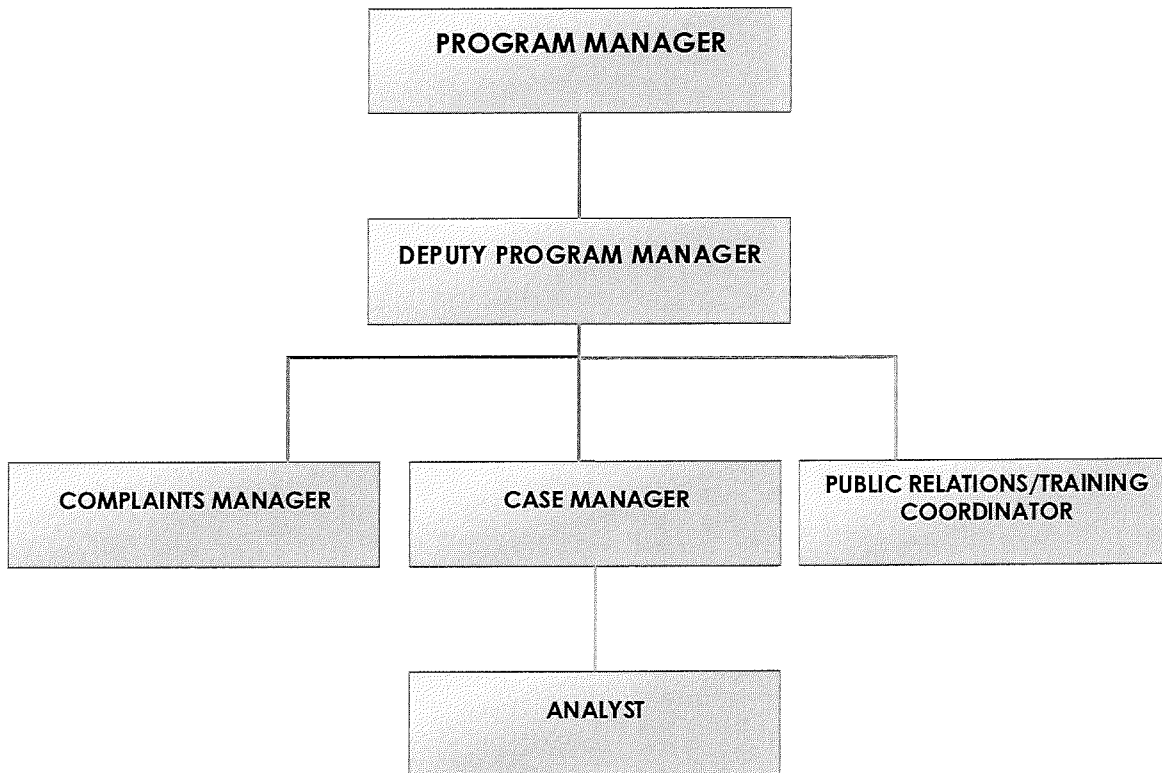 PROGRAM MANAGER
DEPUTY PROGRAM MANAGER
COMPLAINTS MANAGER
CASE MANAGER
PUBLIC RELATIONS/TRAINING
COORDINATOR
ANALYST